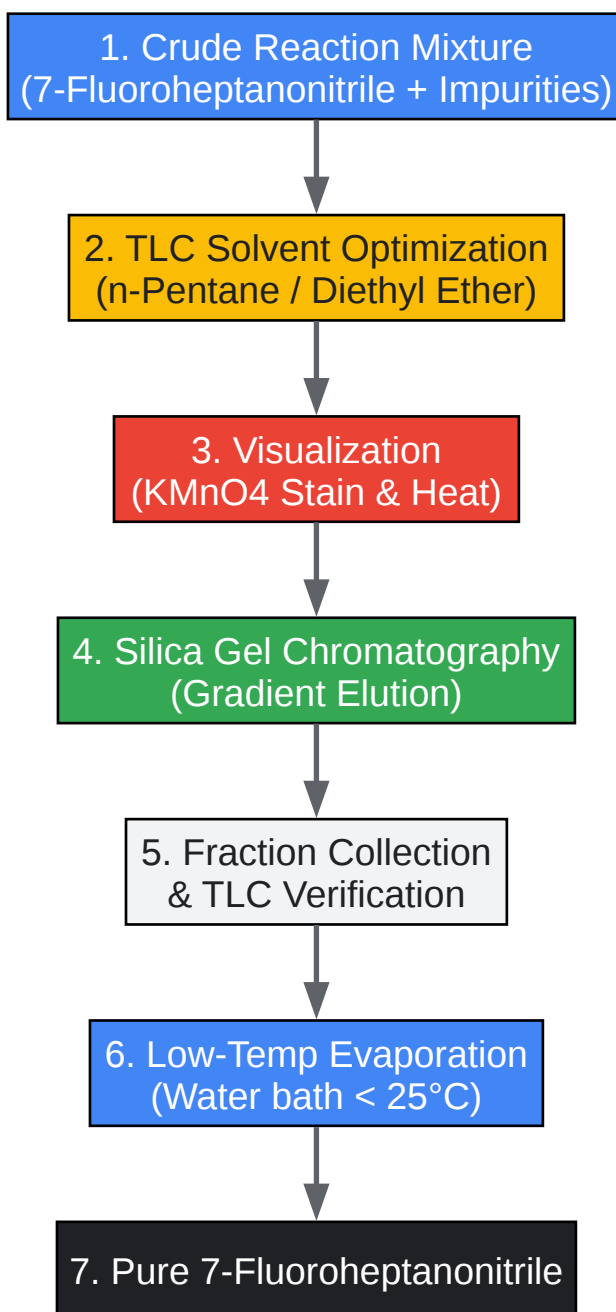 1. Crude Reaction Mixture
(7-Fluoroheptanonitrile + Impurities)
2. TLC Solvent Optimization
(n-Pentane / Diethyl Ether)
3. Visualization
(KMnO4 Stain & Heat)
4. Silica Gel Chromatography
(Gradient Elution)
5. Fraction Collection
& TLC Verification
6. Low-Temp Evaporation
(Water bath < 25°C)
7. Pure 7-Fluoroheptanonitrile